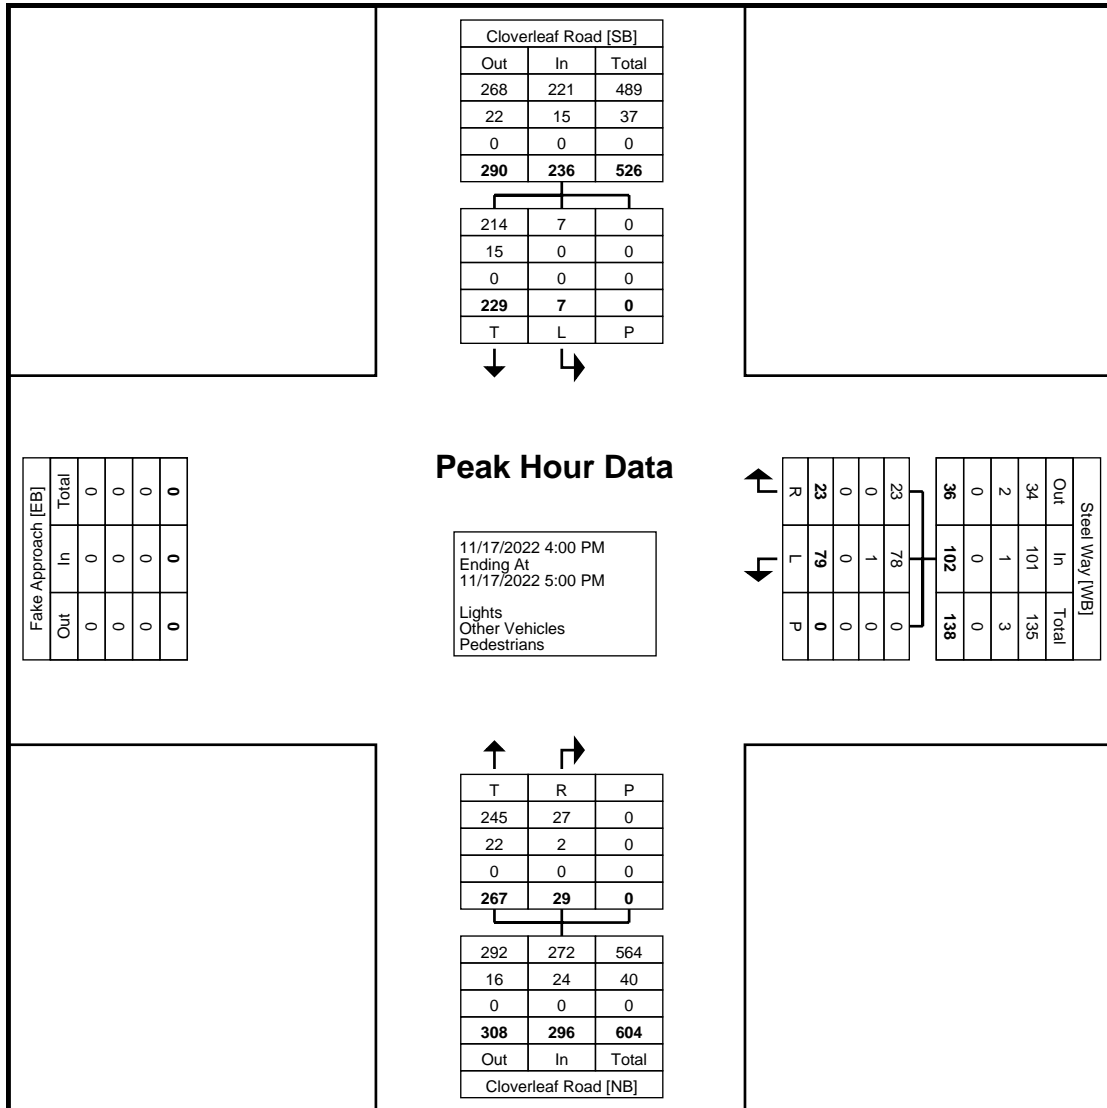 Cloverleaf Road [SB]
Out In Total
268 221 489
22 15 37
0 0 0
290 236 526
214 7 0
15 0 0
0 0 0
229 7 0
T L P
Peak Hour Data
11/17/2022 4:00 PM
Ending At
11/17/2022 5:00 PM
Lights
Other Vehicles
Pedestrians
Fake Approach [EB]
Out In Total
0 0 0
0 0 0
0 0 0
0 0 0
Steel Way [WB]
Out In Total
34 101 135
2 1 3
0 0 0
36 102 138
23 78 0
0 1 0
0 0 0
23 79 0
R L P
T R P
245 27 0
22 2 0
0 0 0
267 29 0
292 272 564
16 24 40
0 0 0
308 296 604
Out In Total
Cloverleaf Road [NB]